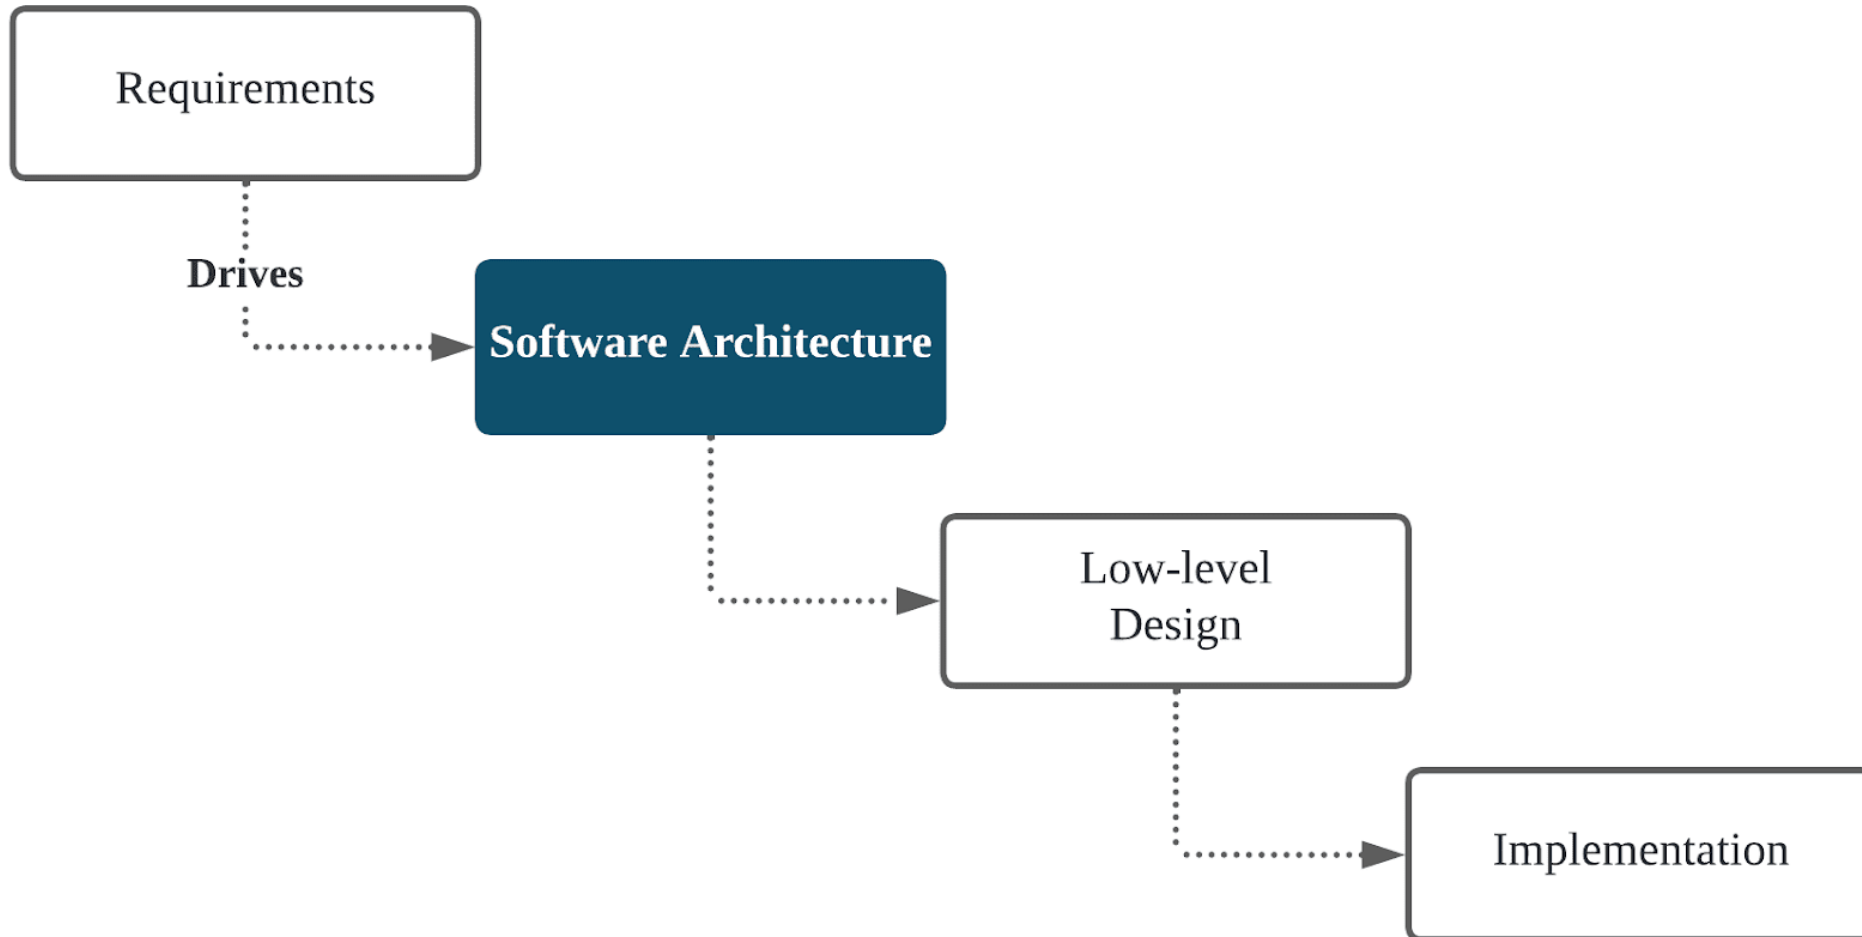 Requirements
Drives
Software Architecture
Low-level
Design
Implementation